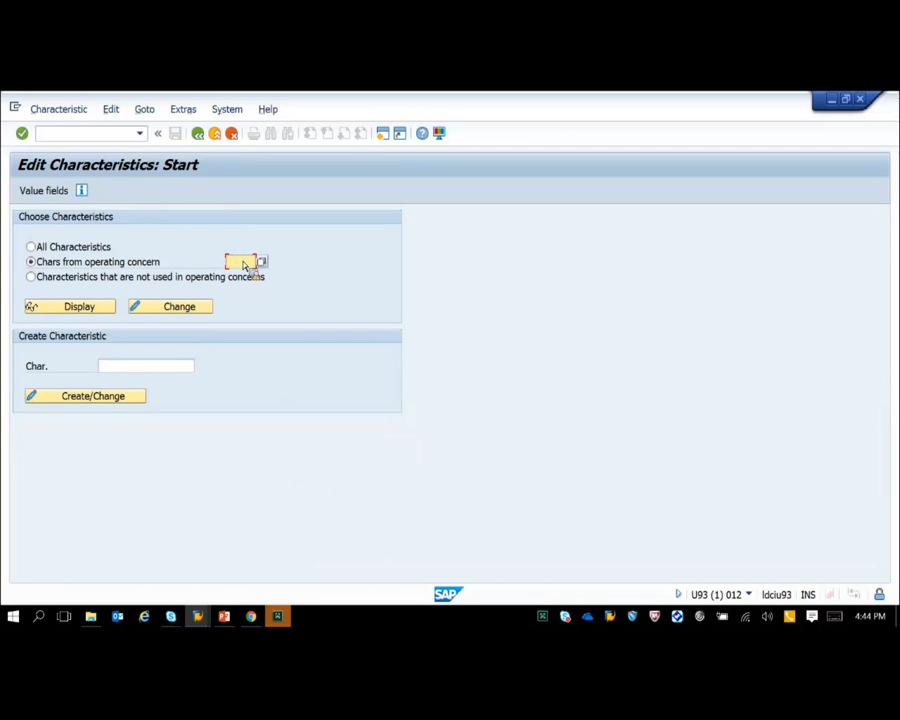 Characteristic Edit Goto Extras System Help
Edit Characteristics: Start
Value fields
Choose Characteristics
All Characteristics
Chars from operating concern
Characteristics that are not used in operating concerns
Display Change
Create Characteristic
Char.
Create/Change
SAP U93 (1) 012 ldciu93 INS
4:44 PM